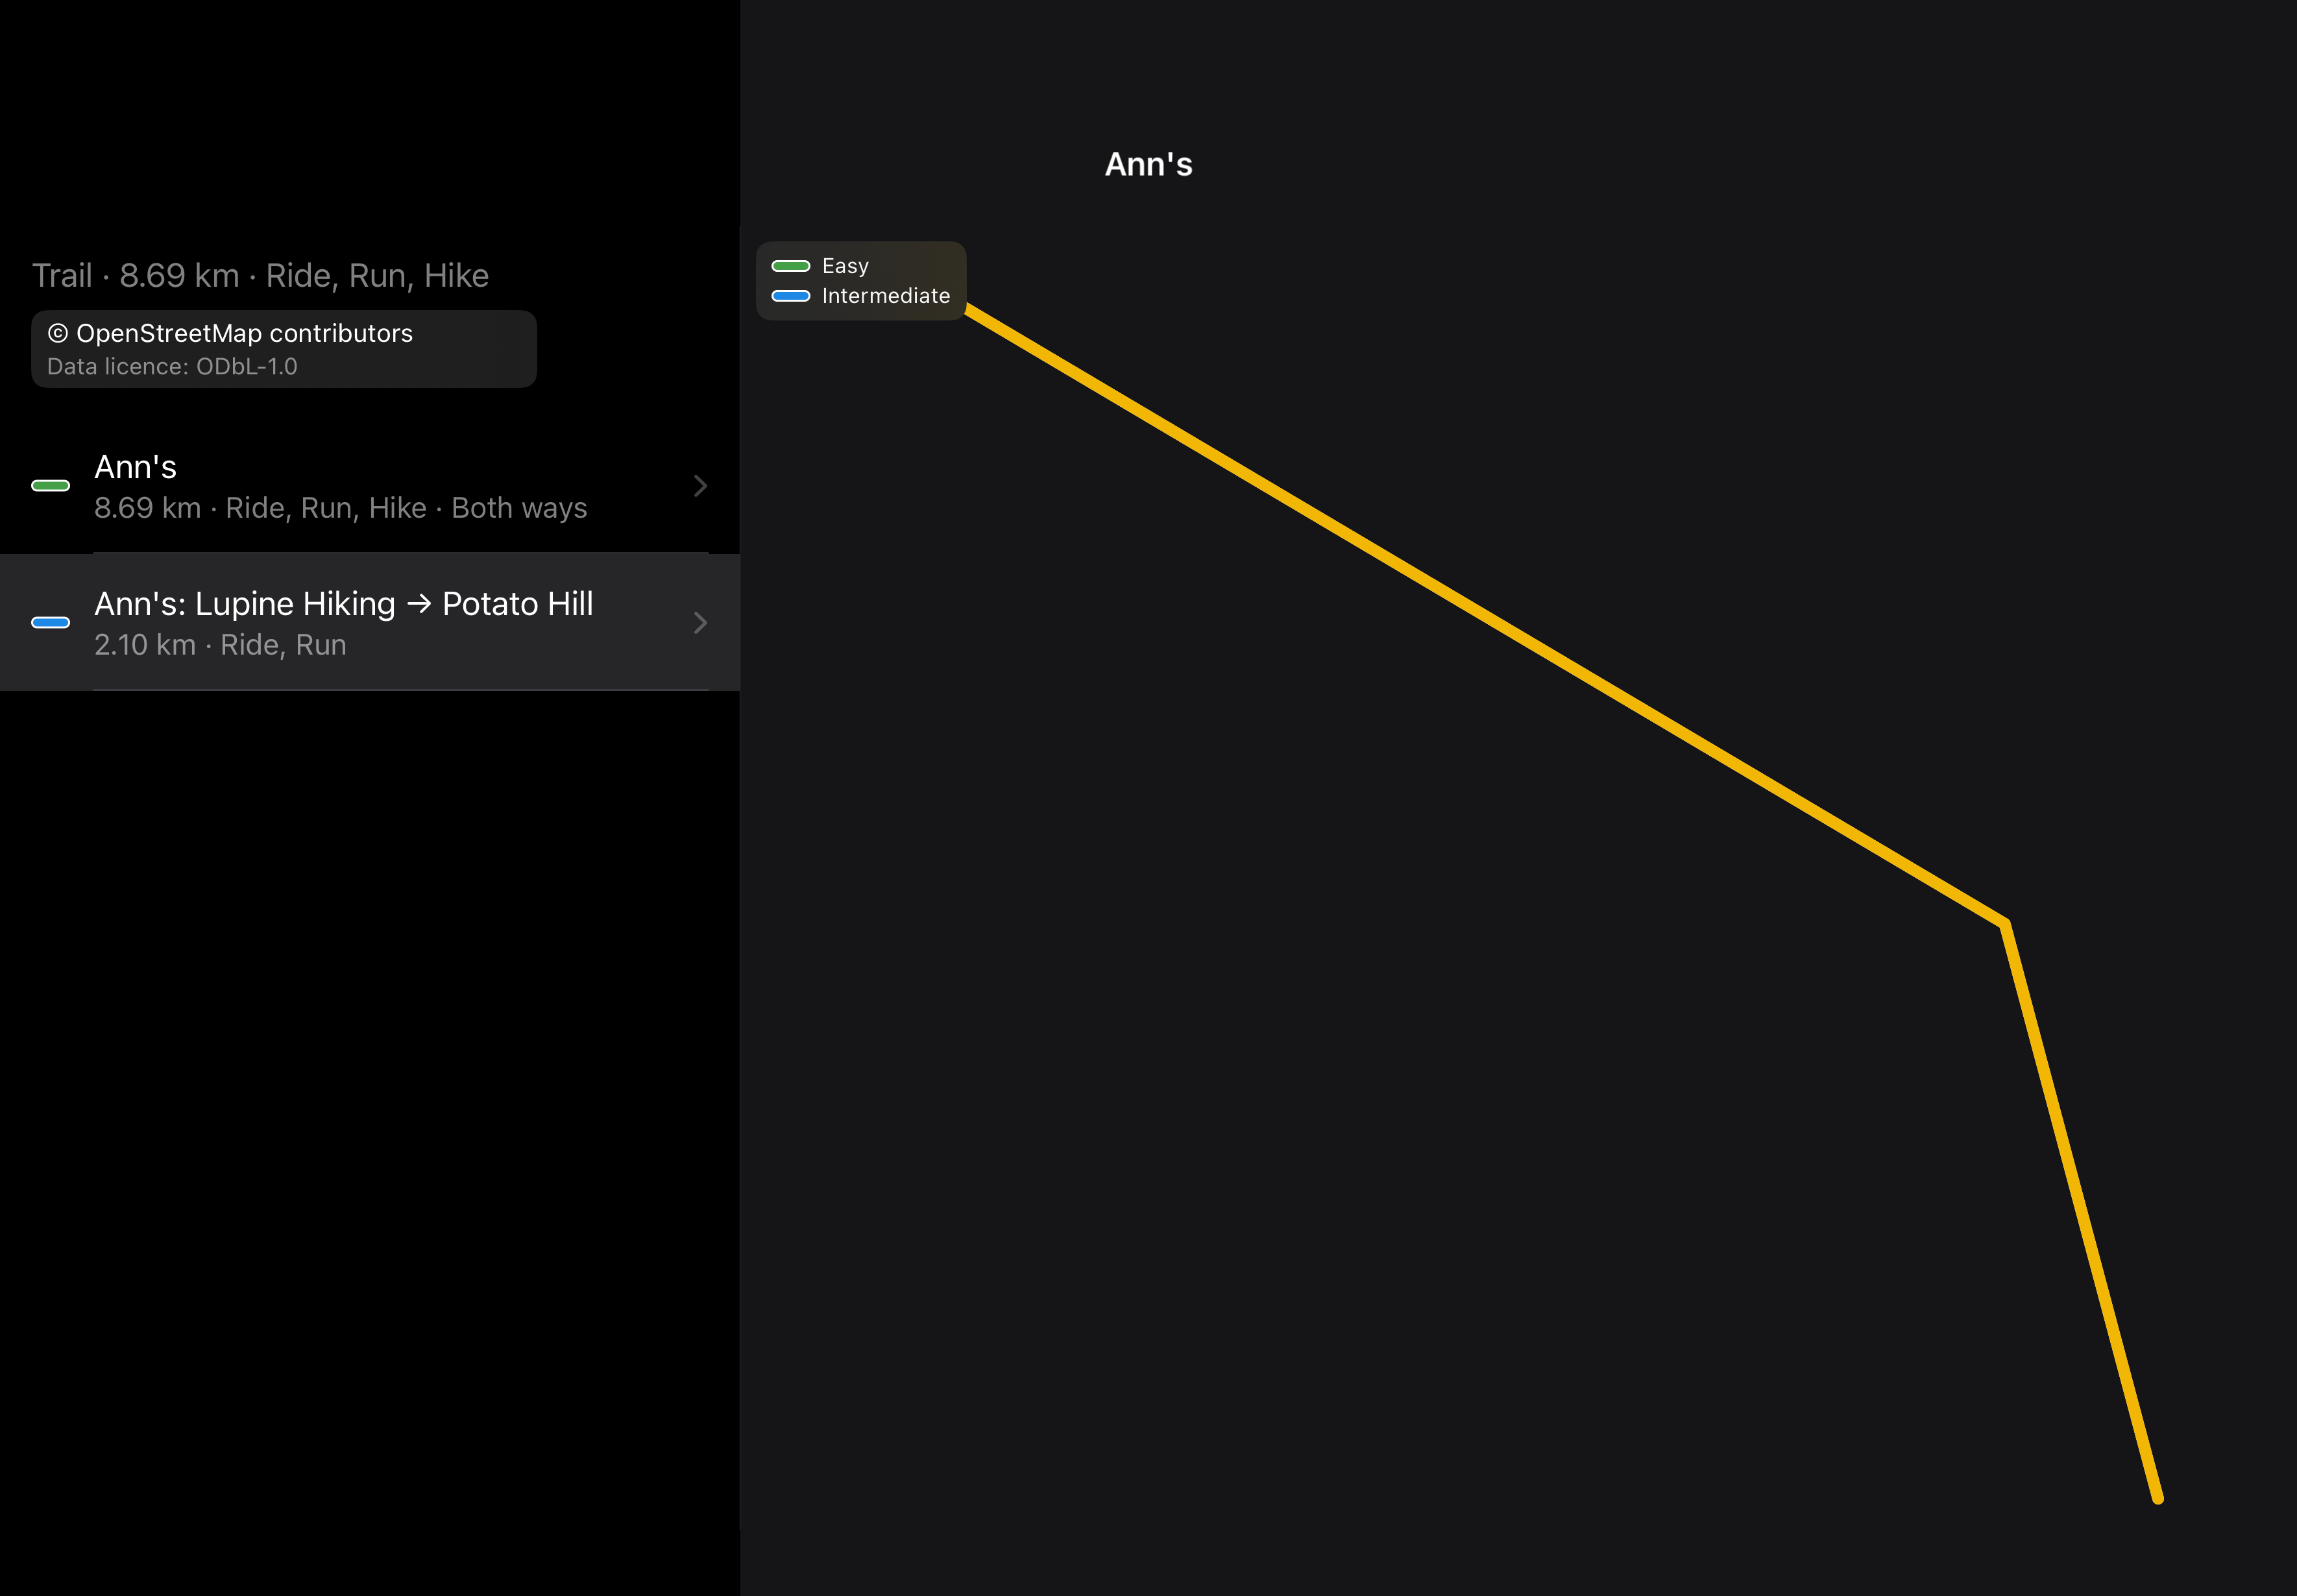 Ann's
Trail · 8.69 km · Ride, Run, Hike
© OpenStreetMap contributors
Data licence: ODbL-1.0
Ann's
8.69 km · Ride, Run, Hike · Both ways
Ann's: Lupine Hiking → Potato Hill
2.10 km · Ride, Run
Easy
Intermediate